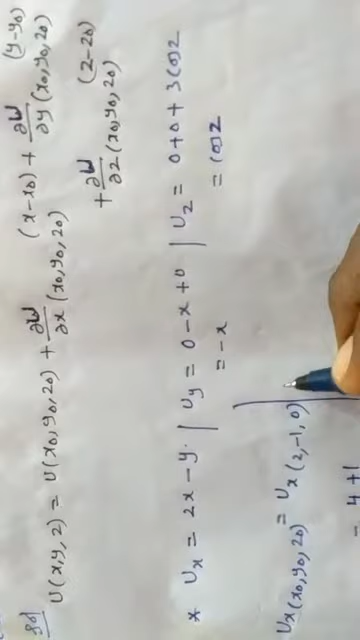 U(x,y,z) = U(x0,y0,z0) + ∂U/∂x (x0,y0,z0) (x-x0) + ∂U/∂y (x0,y0,z0) (y-y0)
+ ∂U/∂z (x0,y0,z0) (z-z0)
* Ux = 2x-y. | Uy = 0-x+0 | Uz = 0+0+3cosz
= -x = cosz
Ux(x0,y0,z0) = Ux(2,-1,0)
= 4+1